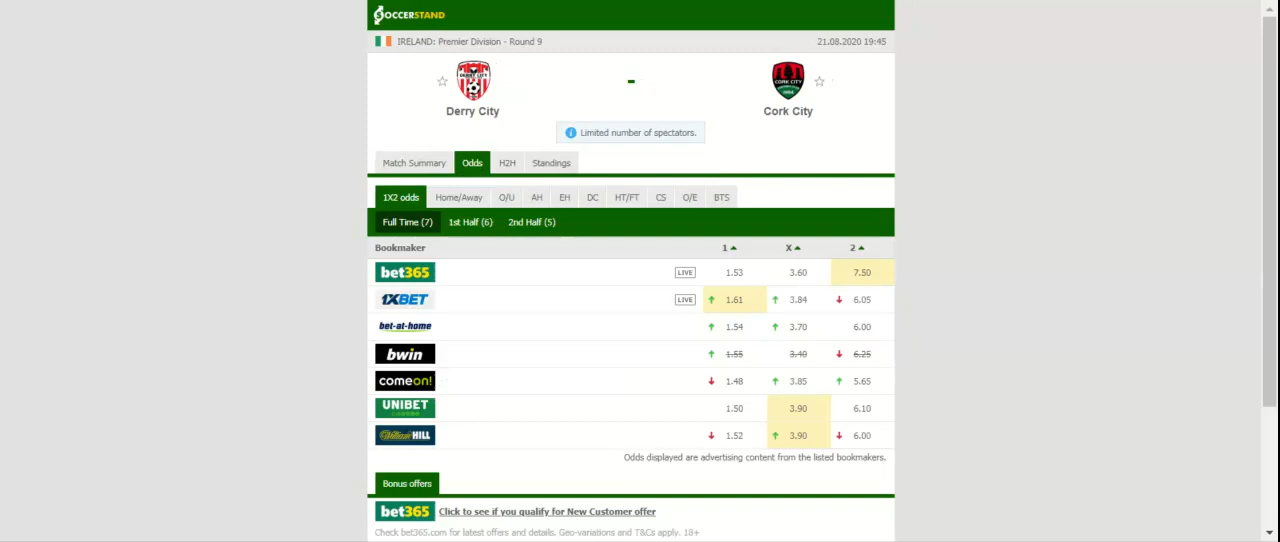 SOCCERSTAND
IRELAND: Premier Division - Round 9 21.08.2020 19:45
-
Derry City Cork City
Limited number of spectators.
Match Summary Odds H2H Standings
1X2 odds Home/Away O/U AH EH DC HT/FT CS O/E BTS
Full Time (7) 1st Half (6) 2nd Half (5)
Bookmaker 1 X 2
bet365 LIVE 1.53 3.60 7.50
1XBET LIVE 1.61 3.84 6.05
bet-at-home 1.54 3.70 6.00
bwin 1.55 3.40 6.25
comeon! 1.48 3.85 5.65
UNIBET 1.50 3.90 6.10
William HILL 1.52 3.90 6.00
Odds displayed are advertising content from the listed bookmakers.
Bonus offers
bet365 Click to see if you qualify for New Customer offer
Check bet365.com for latest offers and details. Geo-variations and T&Cs apply. 18+